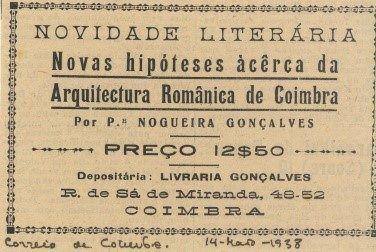 NOVIDADE LITERÁRIA
Novas hipóteses àcêrca da
Arquitectura Românica de Coimbra
Por P.e NOGUEIRA GONÇALVES
PREÇO 12$50
Depositária: LIVRARIA GONÇALVES
R. de Sá de Miranda, 48-52
COIMBRA
Correio de Coimbra. 14-Maio-1938